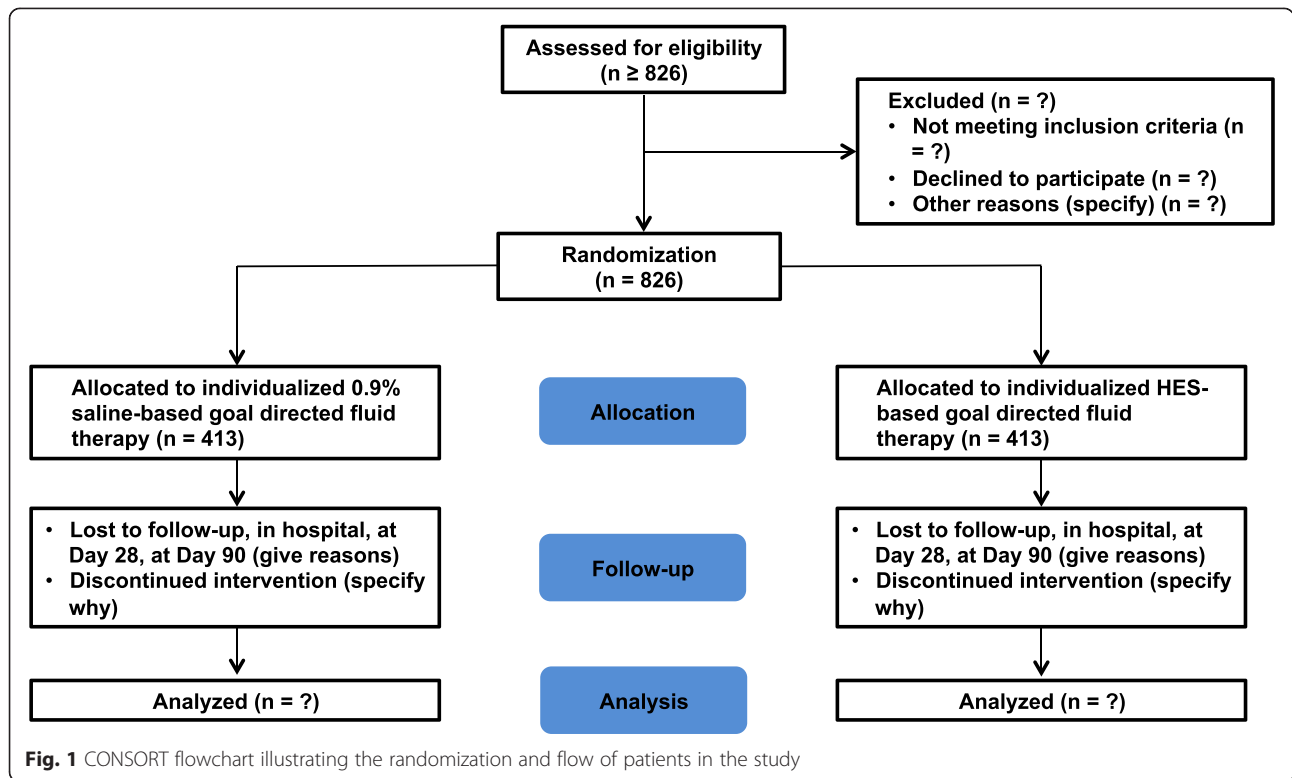 Assessed for eligibility
(n ≥ 826)
Excluded (n = ?)
• Not meeting inclusion criteria (n
= ?)
• Declined to participate (n = ?)
• Other reasons (specify) (n = ?)
Randomization
(n = 826)
Allocated to individualized 0.9%
saline-based goal directed fluid
therapy (n = 413)
Allocation
Allocated to individualized HES-
based goal directed fluid
therapy (n = 413)
• Lost to follow-up, in hospital, at
Day 28, at Day 90 (give reasons)
• Discontinued intervention (specify
why)
Follow-up
• Lost to follow-up, in hospital, at
Day 28, at Day 90 (give reasons)
• Discontinued intervention (specify
why)
Analyzed (n = ?)
Analysis
Analyzed (n = ?)
Fig. 1 CONSORT flowchart illustrating the randomization and flow of patients in the study